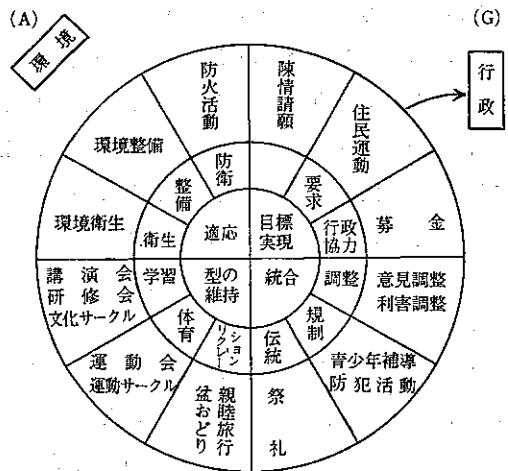 (A)
(G)
環境
行政
防火活動
陳情請願
環境整備
住民運動
防衛
整備
要求
環境衛生
衛生
適応
目標
実現
行政
協力
募金
講演会
研修会
文化サークル
学習
型の
維持
統合
調整
意見調整
利害調整
体育
リクレー
ション
伝統
規制
運動会
運動サークル
親睦旅行
盆おどり
祭礼
青少年補導
防犯活動